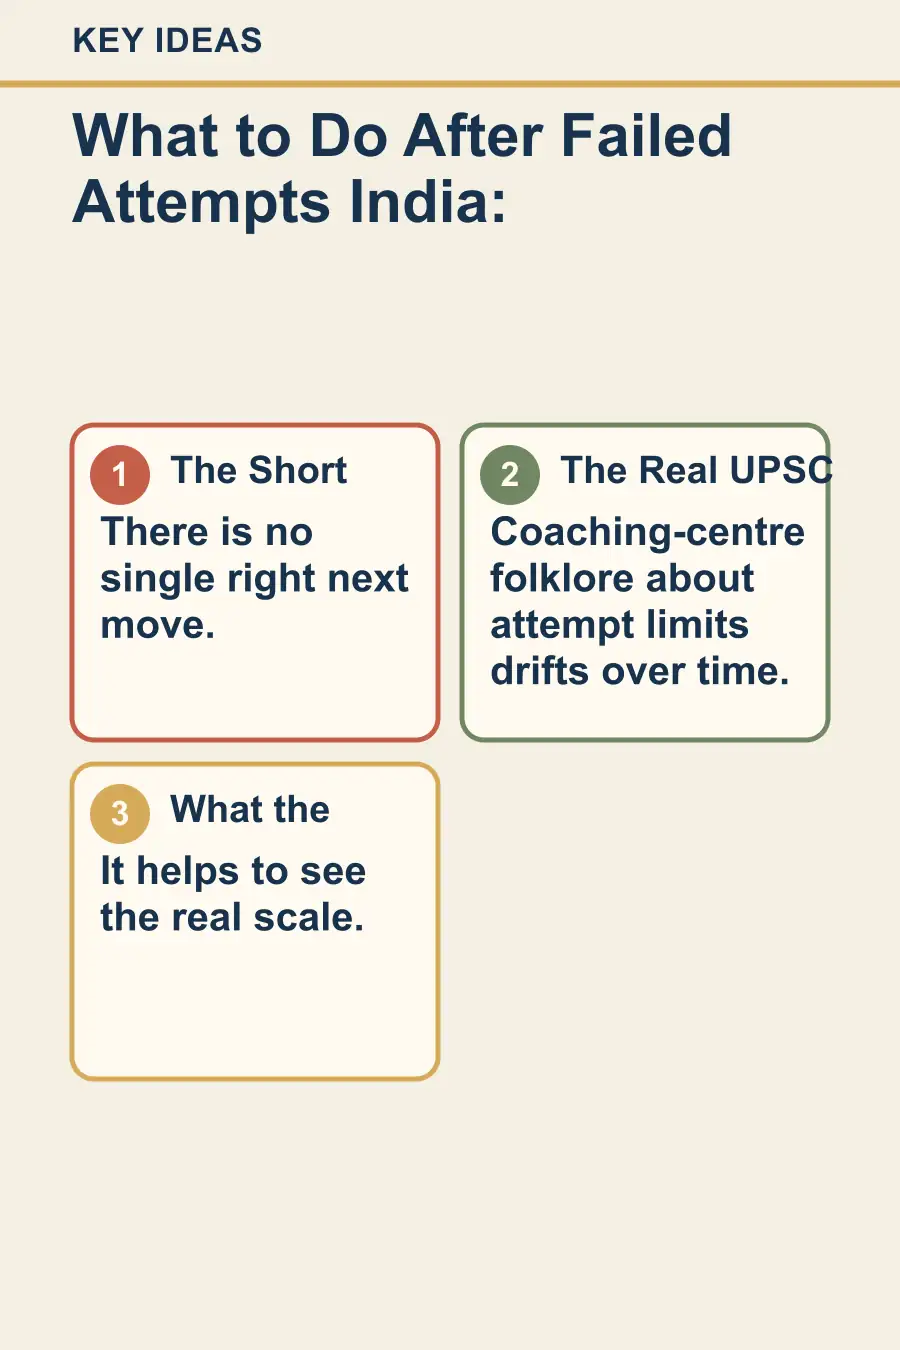 KEY IDEAS
What to Do After Failed
Attempts India:
1 The Short
There is no
single right next
move.
2 The Real UPSC
Coaching-centre
folklore about
attempt limits
drifts over time.
3 What the
It helps to see
the real scale.